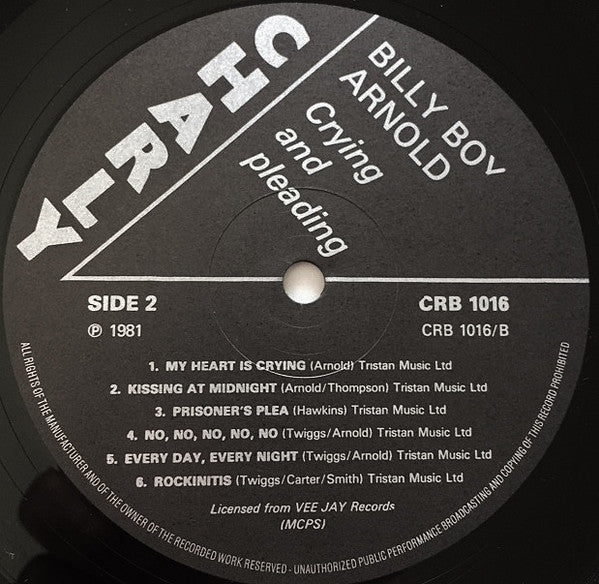 CHARLY
BILLY BOY
ARNOLD
Crying
and
pleading
SIDE 2
CRB 1016
℗ 1981
CRB 1016/B
1. MY HEART IS CRYING (Arnold) Tristan Music Ltd
2. KISSING AT MIDNIGHT (Arnold/Thompson) Tristan Music Ltd
3. PRISONER'S PLEA (Hawkins) Tristan Music Ltd
4. NO, NO, NO, NO, NO (Twiggs/Arnold) Tristan Music Ltd
5. EVERY DAY, EVERY NIGHT (Twiggs/Arnold) Tristan Music Ltd
6. ROCKINITIS (Twiggs/Carter/Smith) Tristan Music Ltd
Licensed from VEE JAY Records
(MCPS)
ALL RIGHTS OF THE MANUFACTURER AND OF THE OWNER OF THE RECORDED WORK RESERVED - UNAUTHORIZED PUBLIC PERFORMANCE BROADCASTING AND COPYING OF THIS RECORD PROHIBITED